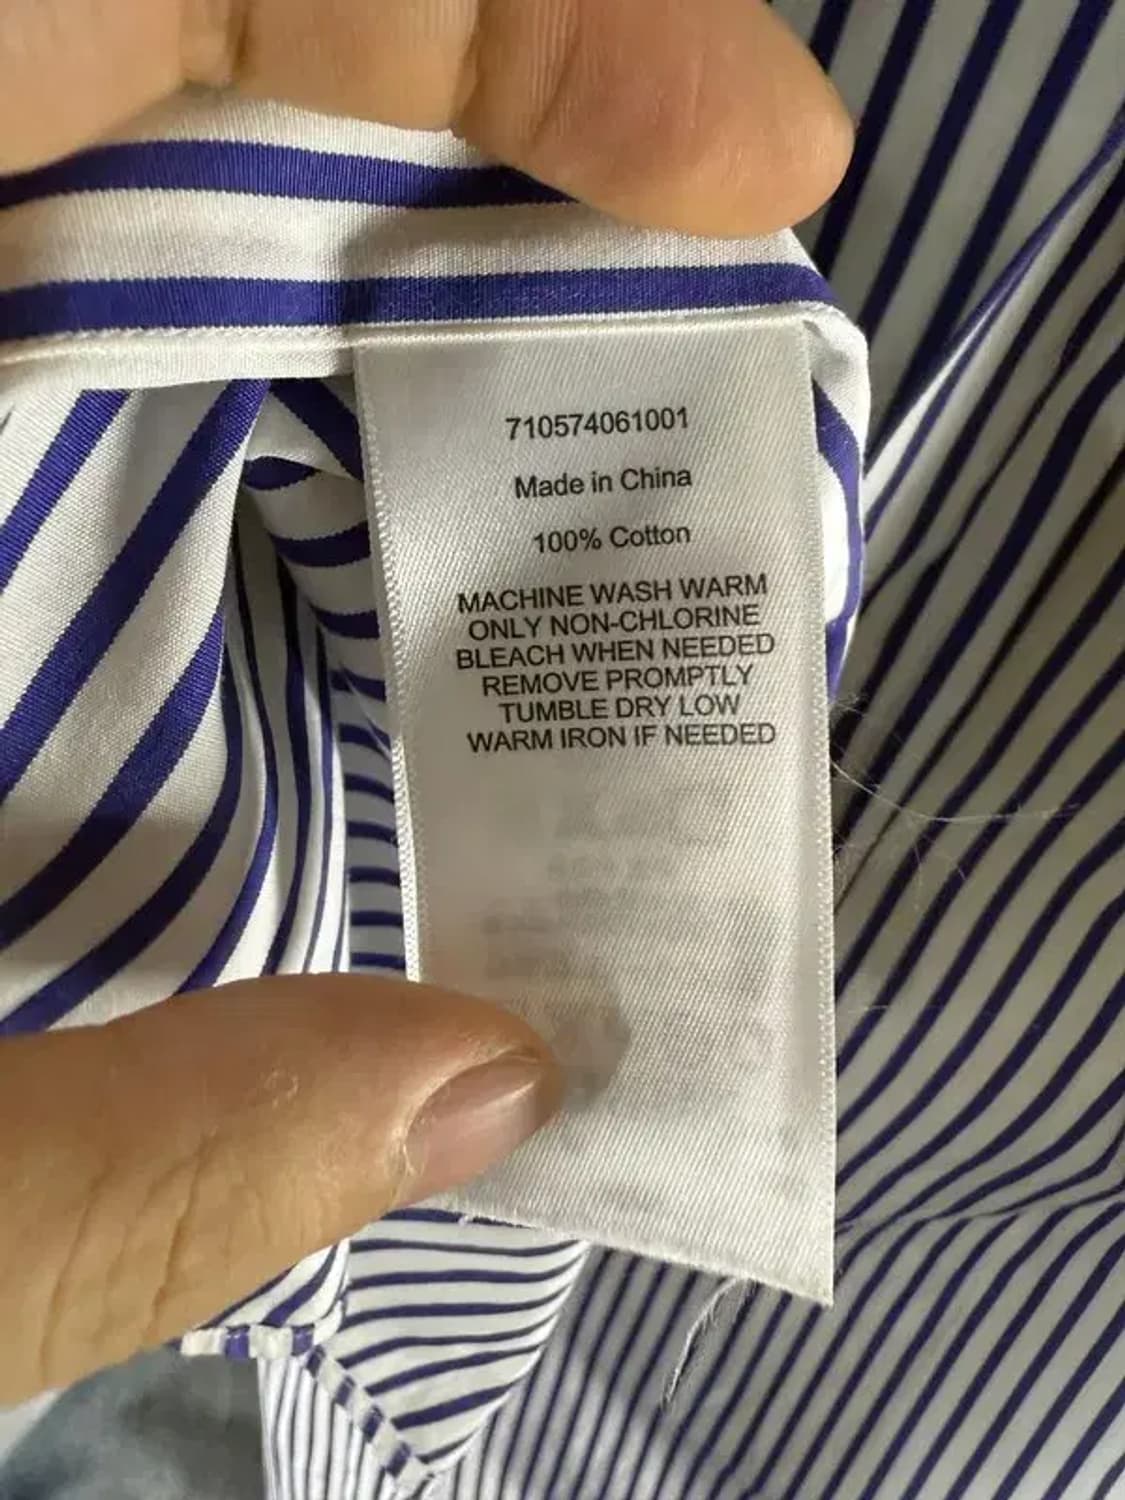 710574061001
Made in China
100% Cotton
MACHINE WASH WARM
ONLY NON-CHLORINE
BLEACH WHEN NEEDED
REMOVE PROMPTLY
TUMBLE DRY LOW
WARM IRON IF NEEDED